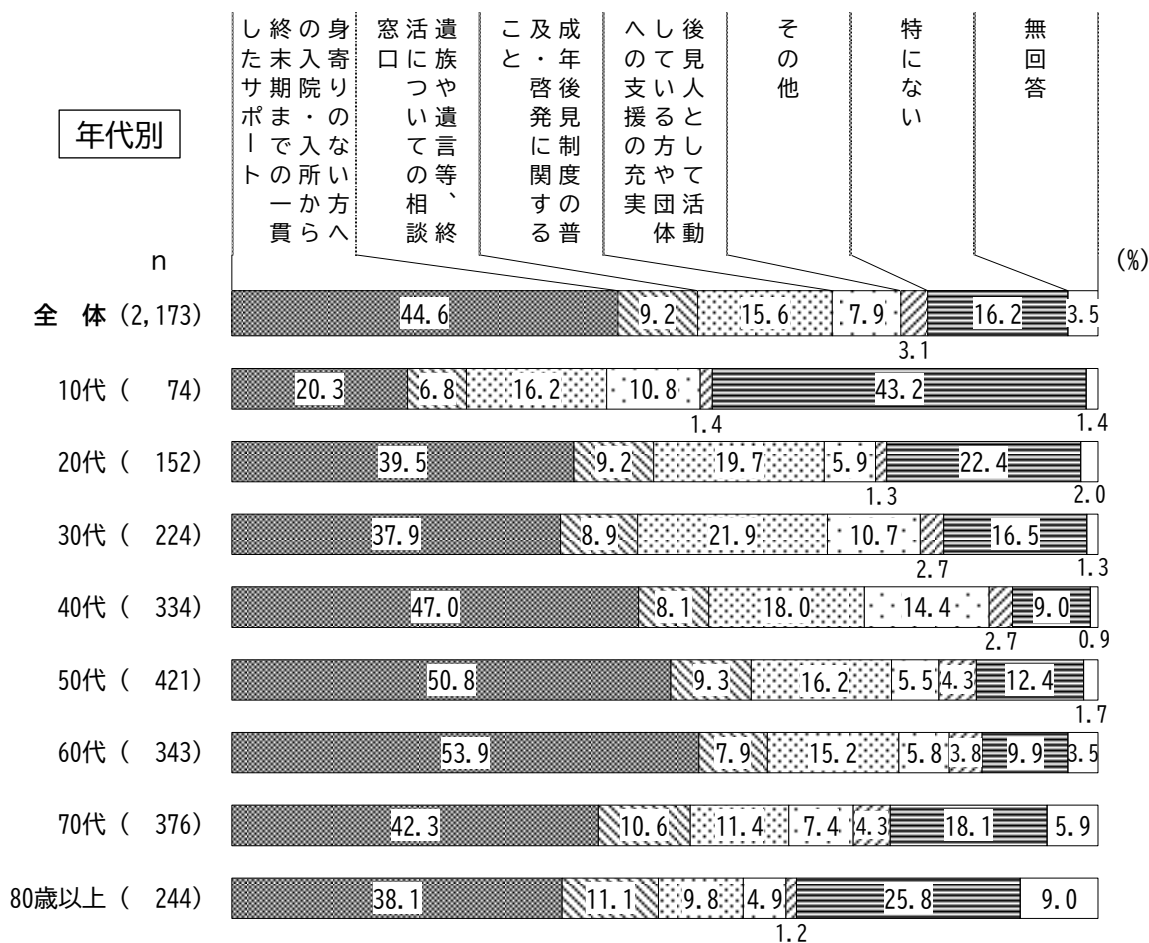 年代別
身寄りのない方へ
の入院・入所から
終末期までの一貫
したサポート
遺族や遺言等、終
活についての相談
窓口
成年後見制度の普
及・啓発に関する
こと
後見人として活動
している方や団体
への支援の充実
その他
特にない
無回答
n
(%)
全 体 (2,173) 44.6 9.2 15.6 7.9 3.1 16.2 3.5
10代 ( 74) 20.3 6.8 16.2 10.8 1.4 43.2 1.4
20代 ( 152) 39.5 9.2 19.7 5.9 1.3 22.4 2.0
30代 ( 224) 37.9 8.9 21.9 10.7 2.7 16.5 1.3
40代 ( 334) 47.0 8.1 18.0 14.4 2.7 9.0 0.9
50代 ( 421) 50.8 9.3 16.2 5.5 4.3 12.4 1.7
60代 ( 343) 53.9 7.9 15.2 5.8 3.8 9.9 3.5
70代 ( 376) 42.3 10.6 11.4 7.4 4.3 18.1 5.9
80歳以上 ( 244) 38.1 11.1 9.8 4.9 1.2 25.8 9.0